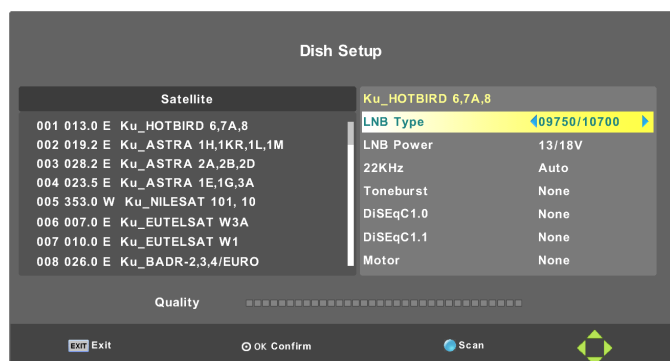 Dish Setup
Satellite
001 013.0 E Ku_HOTBIRD 6,7A,8
002 019.2 E Ku_ASTRA 1H,1KR,1L,1M
003 028.2 E Ku_ASTRA 2A,2B,2D
004 023.5 E Ku_ASTRA 1E,1G,3A
005 353.0 W Ku_NILESAT 101, 10
006 007.0 E Ku_EUTELSAT W3A
007 010.0 E Ku_EUTELSAT W1
008 026.0 E Ku_BADR-2,3,4/EURO
Ku_HOTBIRD 6,7A,8
LNB Type 09750/10700
LNB Power 13/18V
22KHz Auto
Toneburst None
DiSEqC1.0 None
DiSEqC1.1 None
Motor None
Quality
EXIT Exit
OK Confirm
Scan